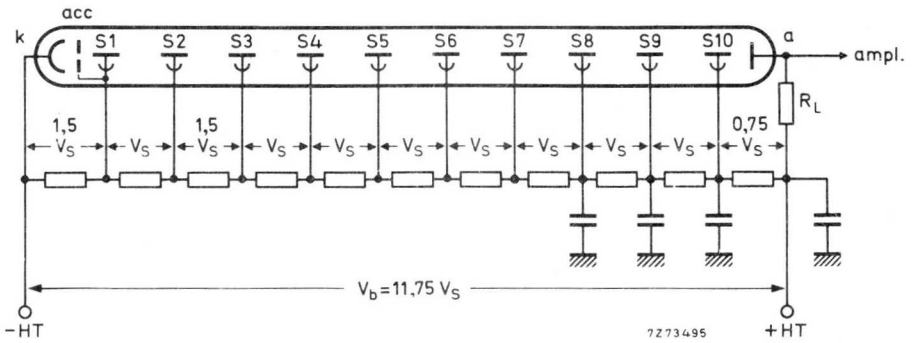 acc
k S1 S2 S3 S4 S5 S6 S7 S8 S9 S10 a
ampl.
R_L
1,5 V_S V_S 1,5 V_S V_S V_S V_S V_S V_S V_S V_S 0,75 V_S
V_b = 11,75 V_S
-HT 7Z73495 +HT